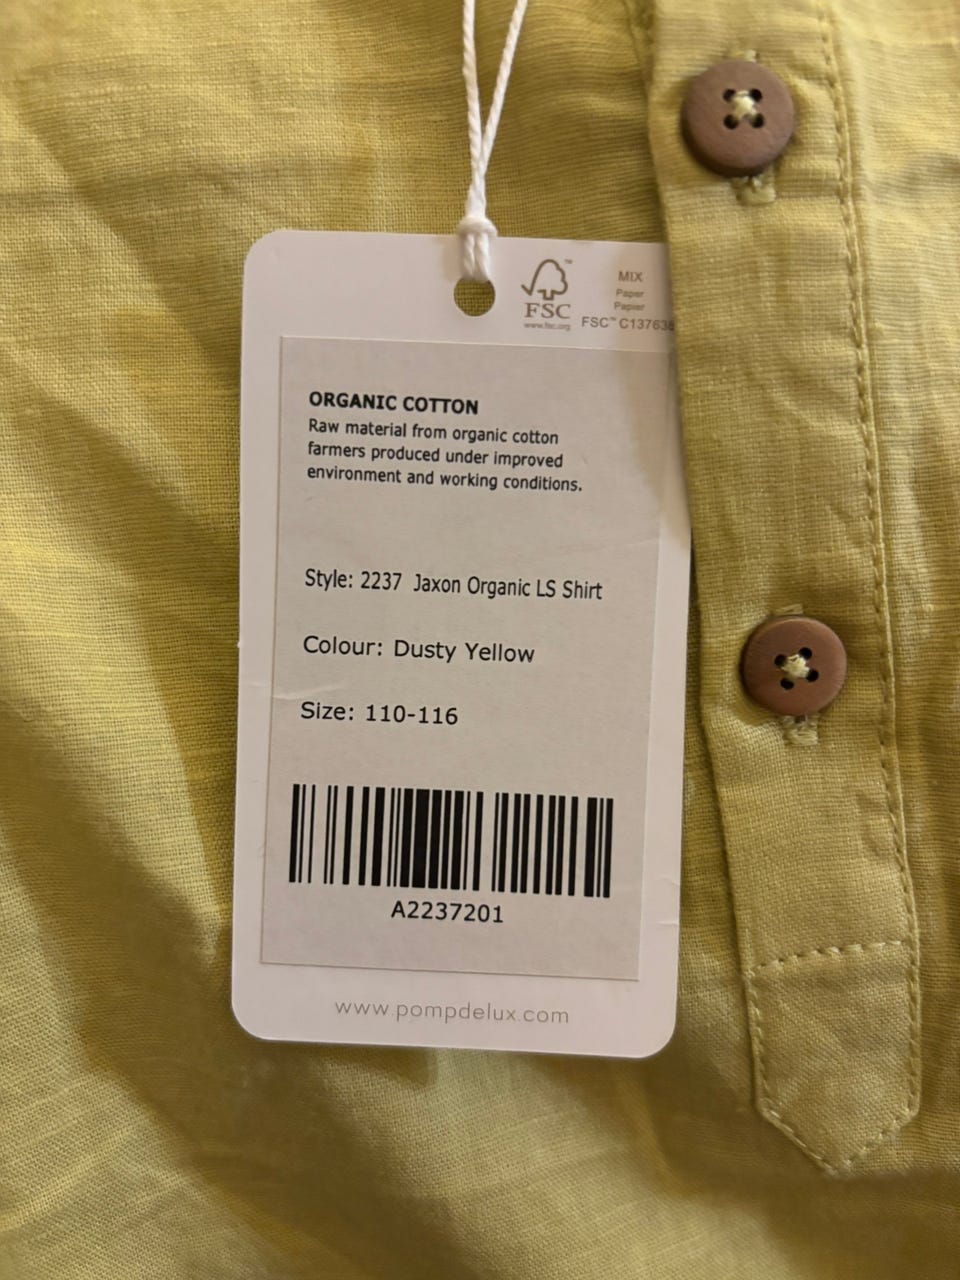 FSC™
www.fsc.org
MIX
Paper
Papier
FSC™ C137638
ORGANIC COTTON
Raw material from organic cotton
farmers produced under improved
environment and working conditions.
Style: 2237 Jaxon Organic LS Shirt
Colour: Dusty Yellow
Size: 110-116
A2237201
www.pompdelux.com